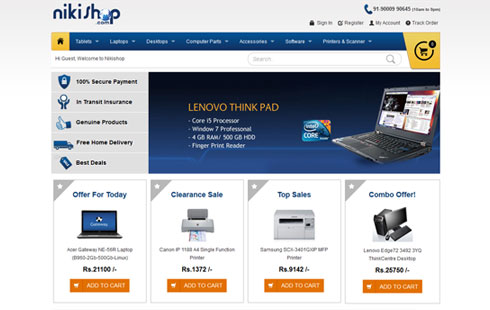 nikishop
.com
91-90009 90645 (10am to 5pm)
Sign In Register My Account Track Order
Tablets Laptops Desktops Computer Parts Accessories Software Printers & Scanner
0
Hi Guest, Welcome to Nikishop
Search
100% Secure Payment
In Transit Insurance
Genuine Products
Free Home Delivery
Best Deals
LENOVO THINK PAD
- Core i5 Processor
- Window 7 Professional
- 4 GB RAM/ 500 GB HDD
- Finger Print Reader
Offer For Today
Acer Gateway NE-56R Laptop
(B960-2Gb-500Gb-Linux)
Rs.21100 /-
ADD TO CART
Clearance Sale
Canon IP 1188 A4 Single Function
Printer
Rs.1372 /-
ADD TO CART
Top Sales
Samsung SCX-3401GXIP MFP
Printer
Rs.9142 /-
ADD TO CART
Combo Offer!
Lenovo Edge72 3492 3YQ
ThinkCentre Desktop
Rs.25750 /-
ADD TO CART